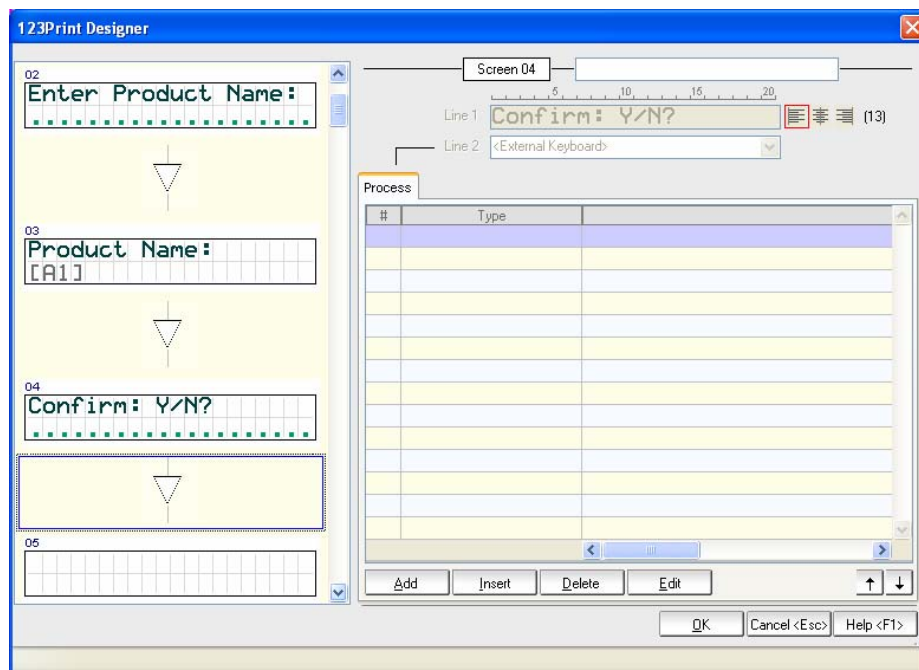 123Print Designer
02
Enter Product Name:
03
Product Name:
[A1]
04
Confirm: Y/N?
05
Screen 04
5 10 15 20
Line 1 Confirm: Y/N? (13)
Line 2 <External Keyboard>
Process
# Type
Add Insert Delete Edit
OK Cancel <Esc> Help <F1>